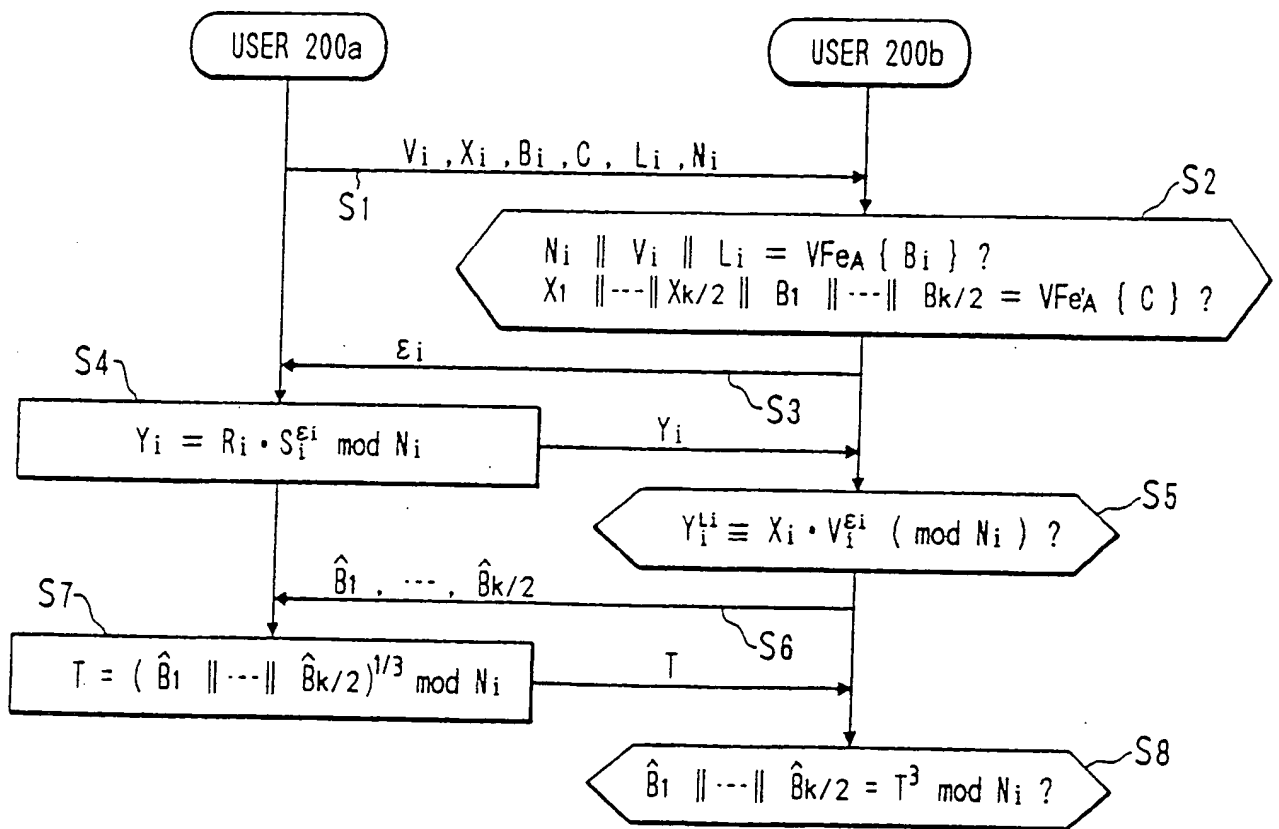 USER 200a
USER 200b
Vi , Xi , Bi , C , Li , Ni
S1
S2
Ni ‖ Vi ‖ Li = VFeA { Bi } ?
X1 ‖---‖ Xk/2 ‖ B1 ‖---‖ Bk/2 = VFe'A { C } ?
εi
S3
S4
Yi = Ri · Si^εi mod Ni
Yi
S5
Yi^Li ≡ Xi · Vi^εi ( mod Ni ) ?
B̂1 , --- , B̂k/2
S6
S7
T = ( B̂1 ‖---‖ B̂k/2 )^1/3 mod Ni
T
S8
B̂1 ‖---‖ B̂k/2 = T^3 mod Ni ?